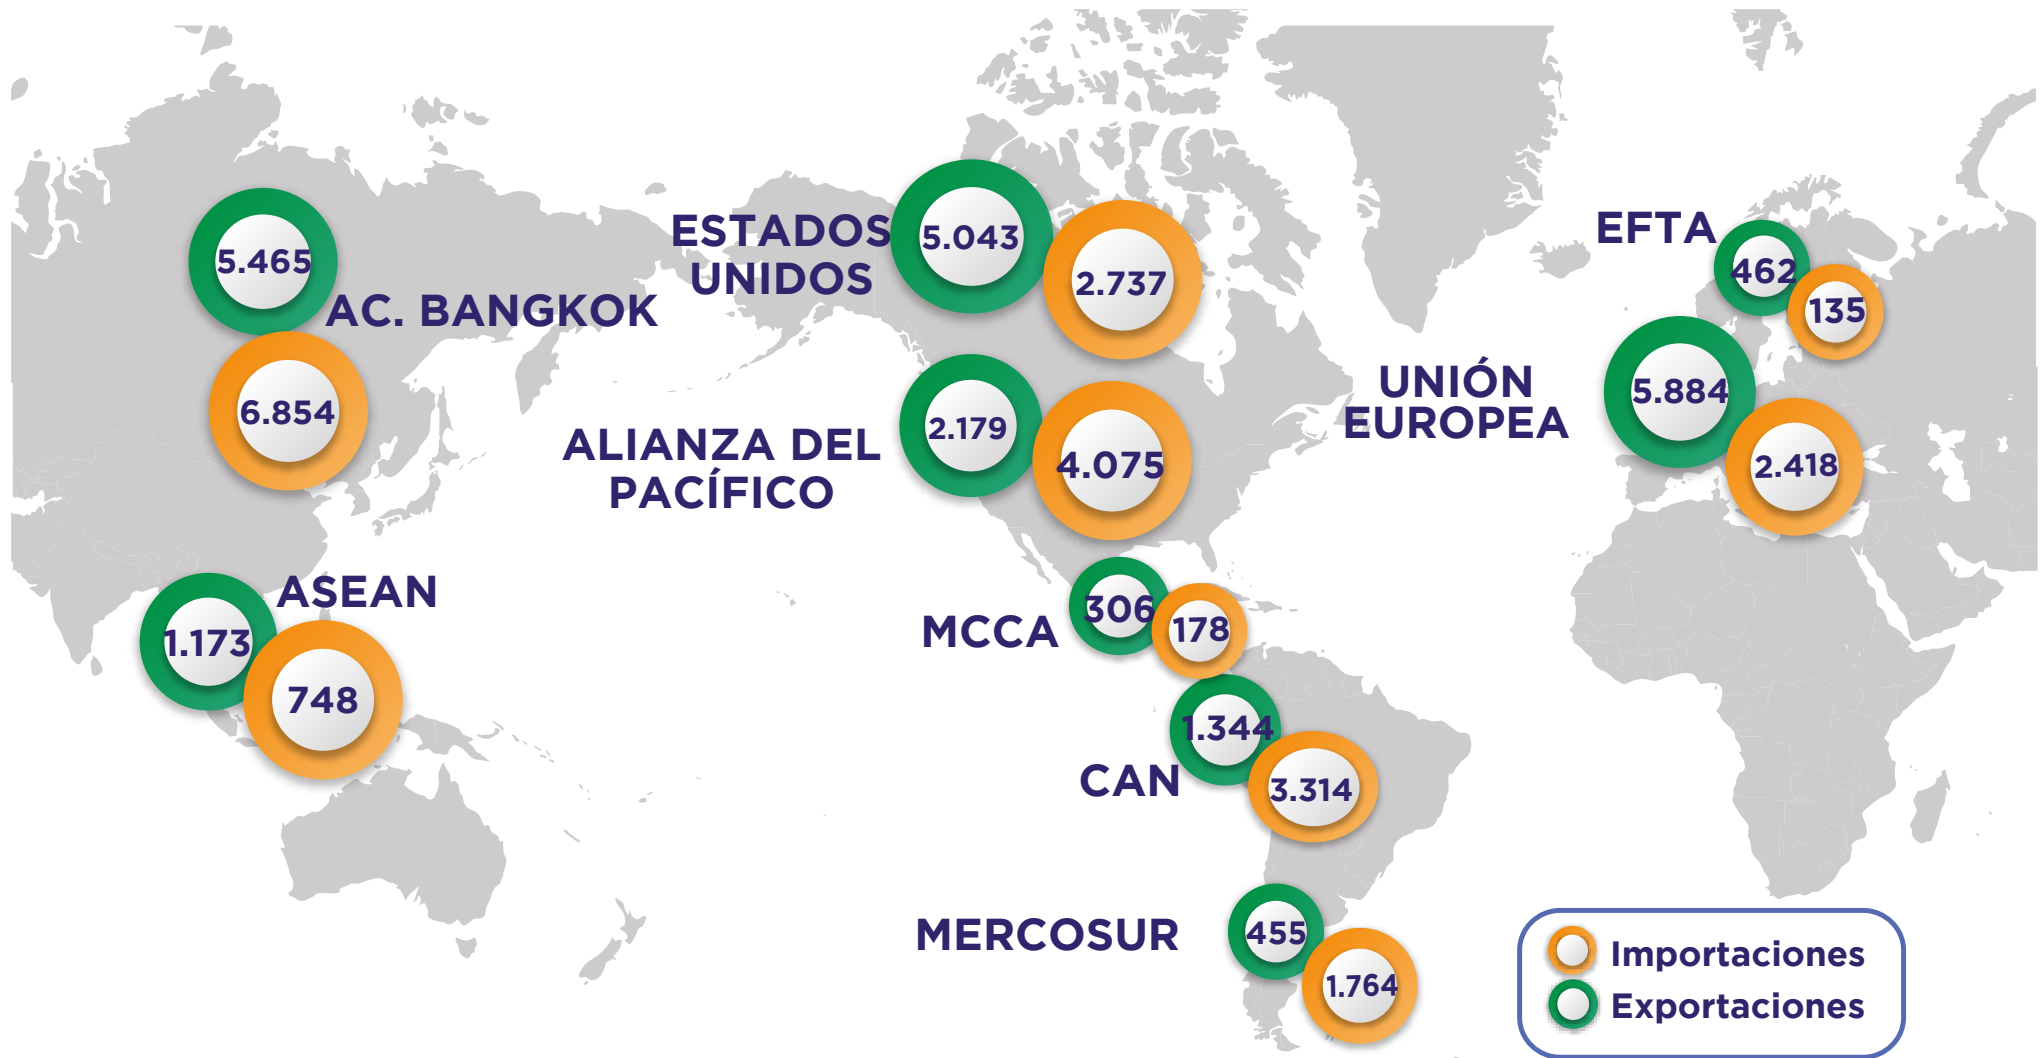 5.465
AC. BANGKOK
6.854
ASEAN
1.173
748
ESTADOS
UNIDOS
5.043
2.737
ALIANZA DEL
PACÍFICO
2.179
4.075
MCCA
306
178
CAN
1.344
3.314
MERCOSUR
455
1.764
EFTA
462
135
UNIÓN
EUROPEA
5.884
2.418
Importaciones
Exportaciones